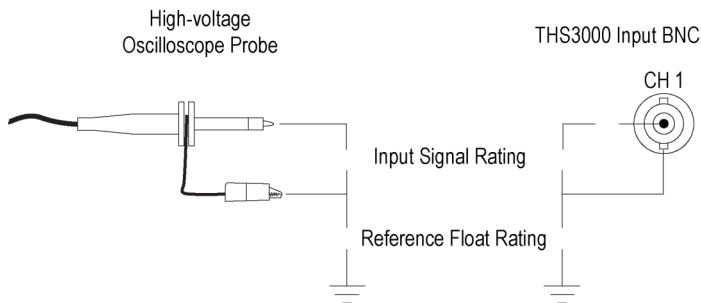 High-voltage
Oscilloscope Probe
THS3000 Input BNC
CH 1
Input Signal Rating
Reference Float Rating